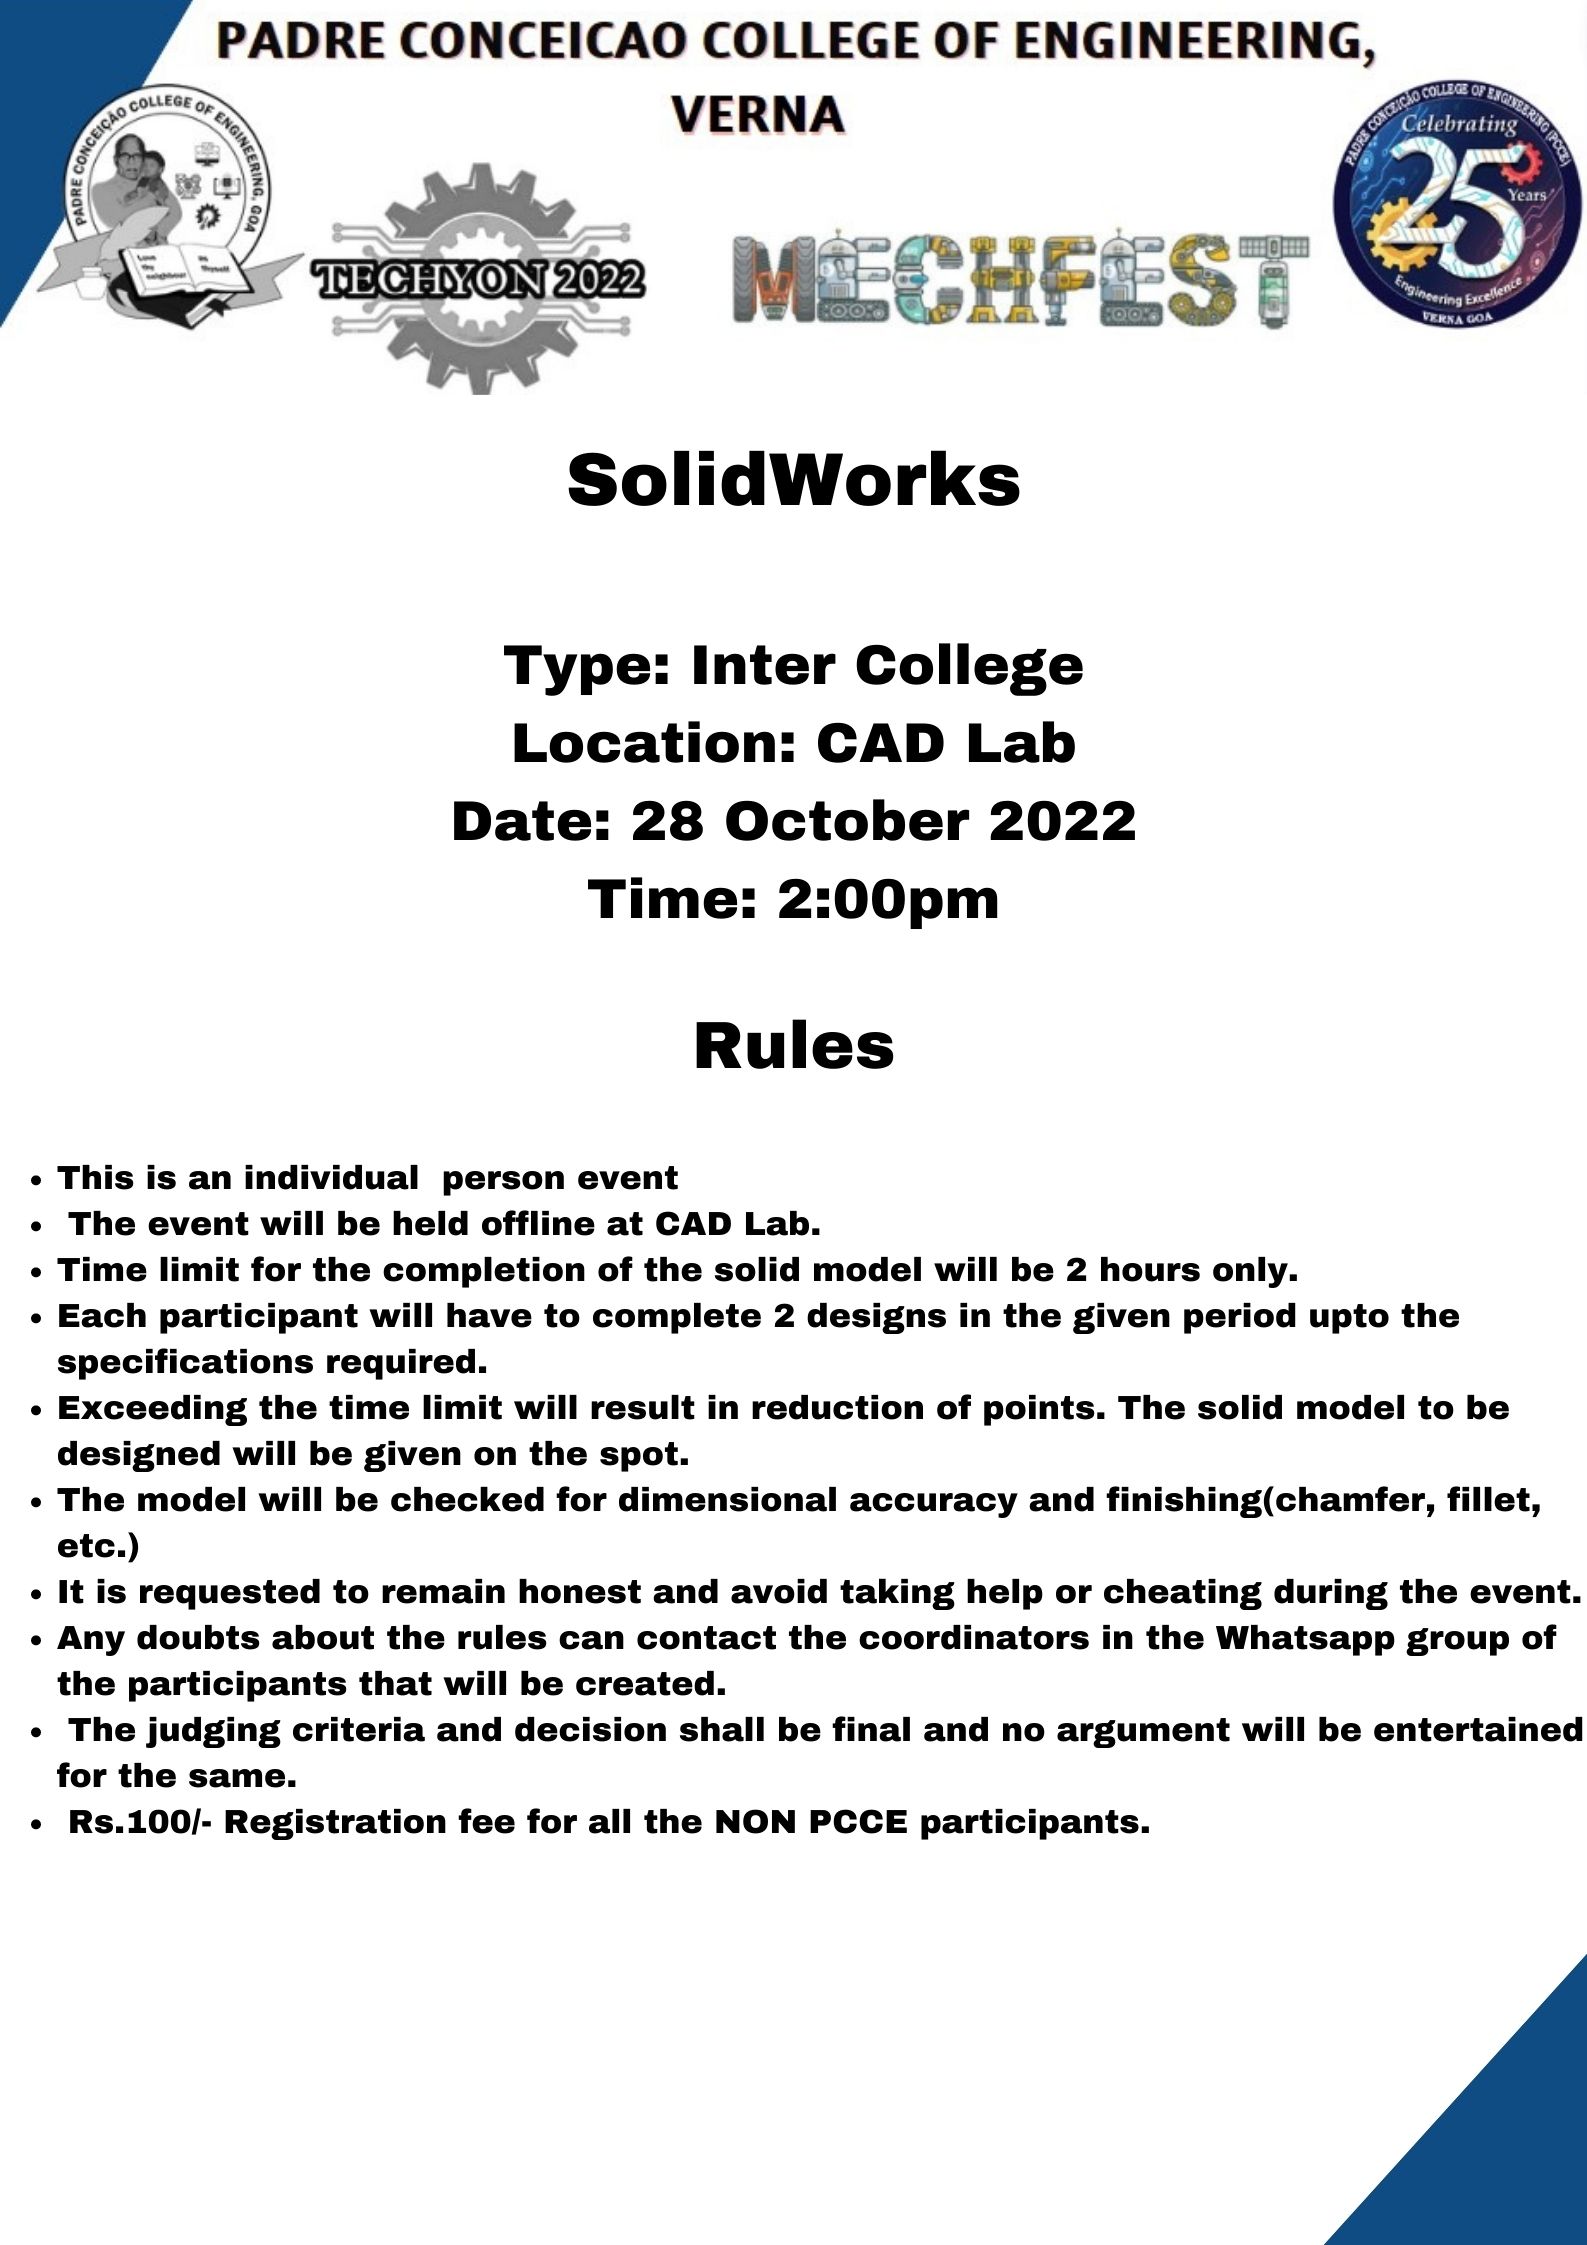 PADRE CONCEICAO COLLEGE OF ENGINEERING,
VERNA
PADRE CONCEIÇÃO COLLEGE OF ENGINEERING, GOA
Love
thy
neighbour
as
thyself
TECHYON 2022
MECHFEST
PADRE CONCEICÃO COLLEGE OF ENGINEERING (PCCE)
Celebrating
25
Years
Engineering Excellence
VERNA GOA
SolidWorks
Type: Inter College
Location: CAD Lab
Date: 28 October 2022
Time: 2:00pm
Rules
• This is an individual  person event
•  The event will be held offline at CAD Lab.
• Time limit for the completion of the solid model will be 2 hours only.
• Each participant will have to complete 2 designs in the given period upto the
specifications required.
• Exceeding the time limit will result in reduction of points. The solid model to be
designed will be given on the spot.
• The model will be checked for dimensional accuracy and finishing(chamfer, fillet,
etc.)
• It is requested to remain honest and avoid taking help or cheating during the event.
• Any doubts about the rules can contact the coordinators in the Whatsapp group of
the participants that will be created.
•  The judging criteria and decision shall be final and no argument will be entertained
for the same.
•  Rs.100/- Registration fee for all the NON PCCE participants.